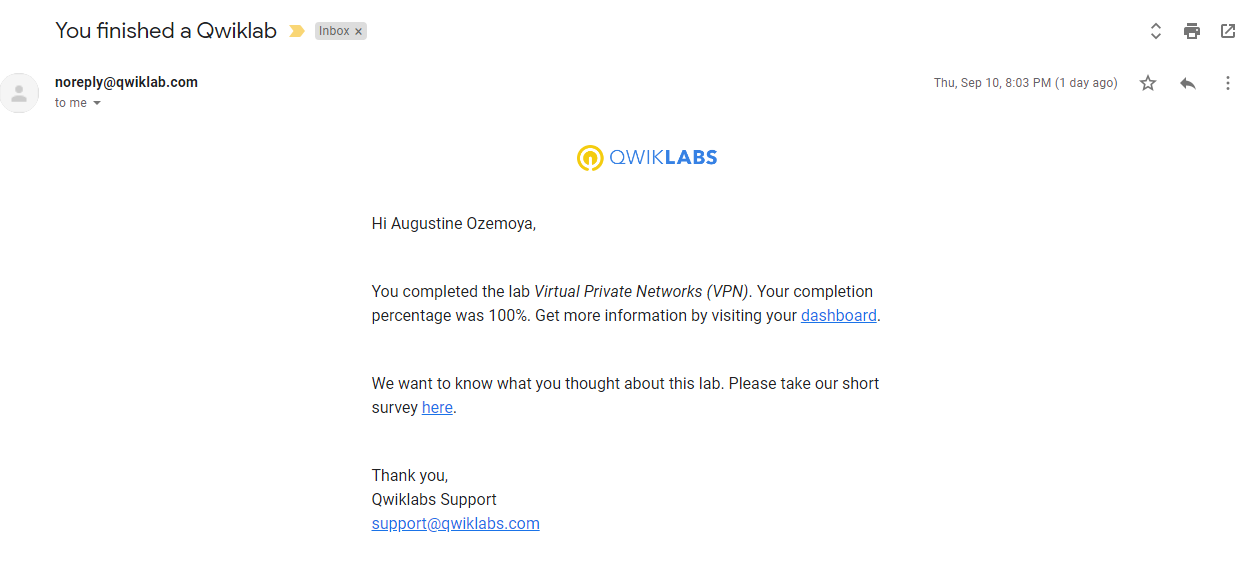 You finished a Qwiklab Inbox ×
noreply@qwiklab.com Thu, Sep 10, 8:03 PM (1 day ago)
to me
QWIKLABS
Hi Augustine Ozemoya,
You completed the lab Virtual Private Networks (VPN). Your completion
percentage was 100%. Get more information by visiting your dashboard.
We want to know what you thought about this lab. Please take our short
survey here.
Thank you,
Qwiklabs Support
support@qwiklabs.com